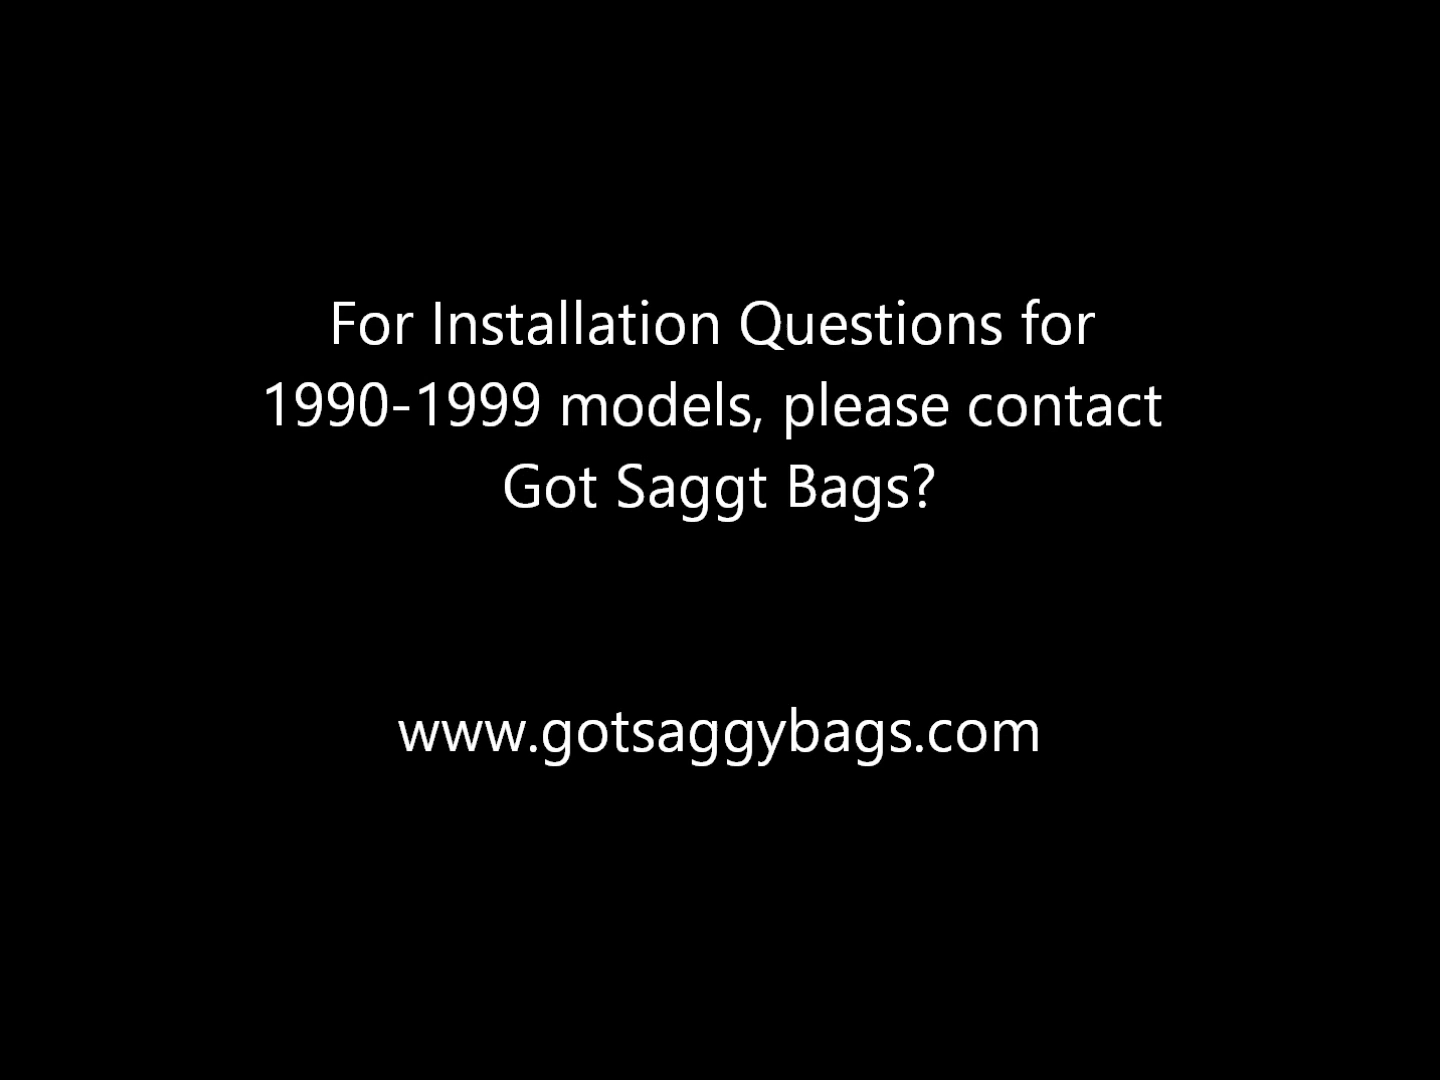 For Installation Questions for
1990-1999 models, please contact
Got Saggt Bags?
www.gotsaggybags.com